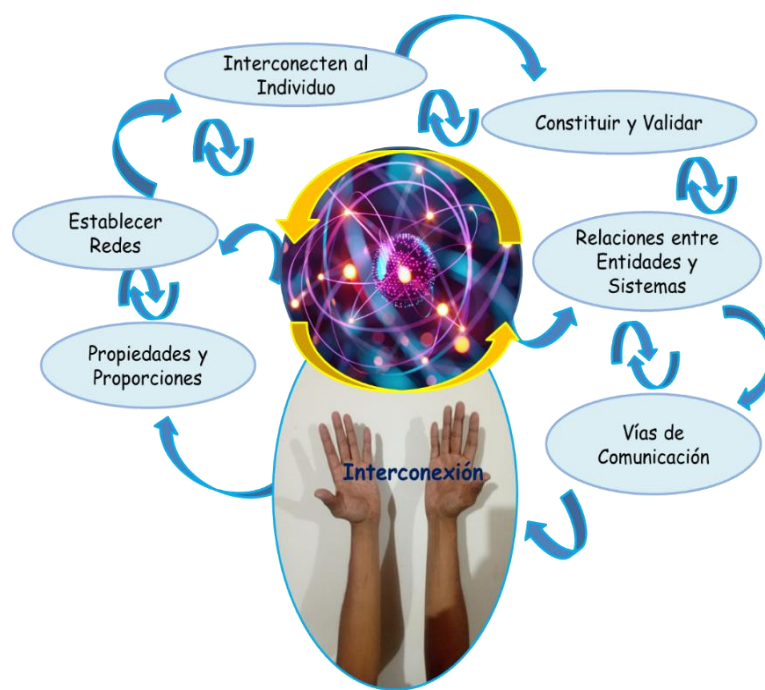 Interconecten al
Individuo
Constituir y Validar
Establecer
Redes
Relaciones entre
Entidades y
Sistemas
Propiedades y
Proporciones
Vías de
Comunicación
Interconexión